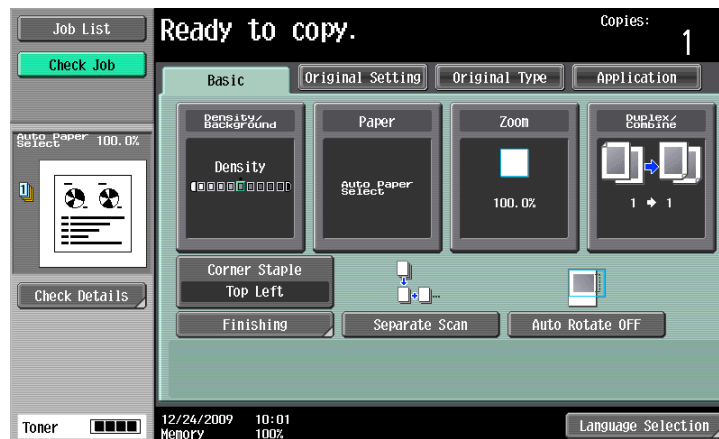 Job List
Check Job
Ready to copy.
Copies:
1
Basic
Original Setting
Original Type
Application
Auto Paper
Select
100.0%
1
Check Details
Density/
Background
Density
Paper
Auto Paper
Select
Zoom
100.0%
Duplex/
Combine
1 → 1
Corner Staple
Top Left
Finishing
Separate Scan
Auto Rotate OFF
Toner
12/24/2009 10:01
Memory 100%
Language Selection